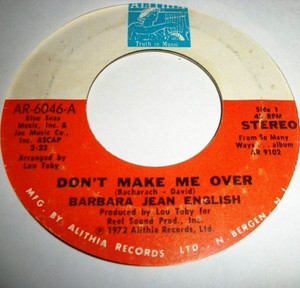 ALITHIA
Truth in Music
AR-6046-A
Blue Seas
Music, Inc. &
Jac Music Co.,
Inc. ASCAP
3:23
Arranged by
Lou Toby
Side 1
45 RPM
STEREO
From So Many
Ways... album
AR 9102
DON'T MAKE ME OVER
(Bacharach - David)
BARBARA JEAN ENGLISH
Produced by Lou Toby for
Reel Sound Prod., Inc.
℗ 1972 Alithia Records, Ltd.
MFG. BY ALITHIA RECORDS LTD., N. BERGEN, N.J.